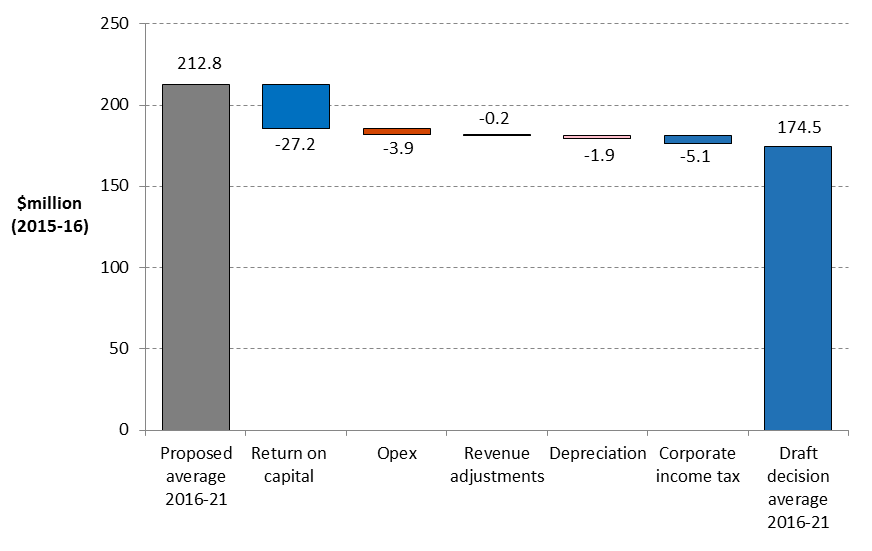 250
200
150
100
50
0
$million
(2015-16)
212.8
-27.2
-3.9
-0.2
-1.9
-5.1
174.5
Proposed
average
2016-21
Return on
capital
Opex
Revenue
adjustments
Depreciation
Corporate
income tax
Draft
decision
average
2016-21